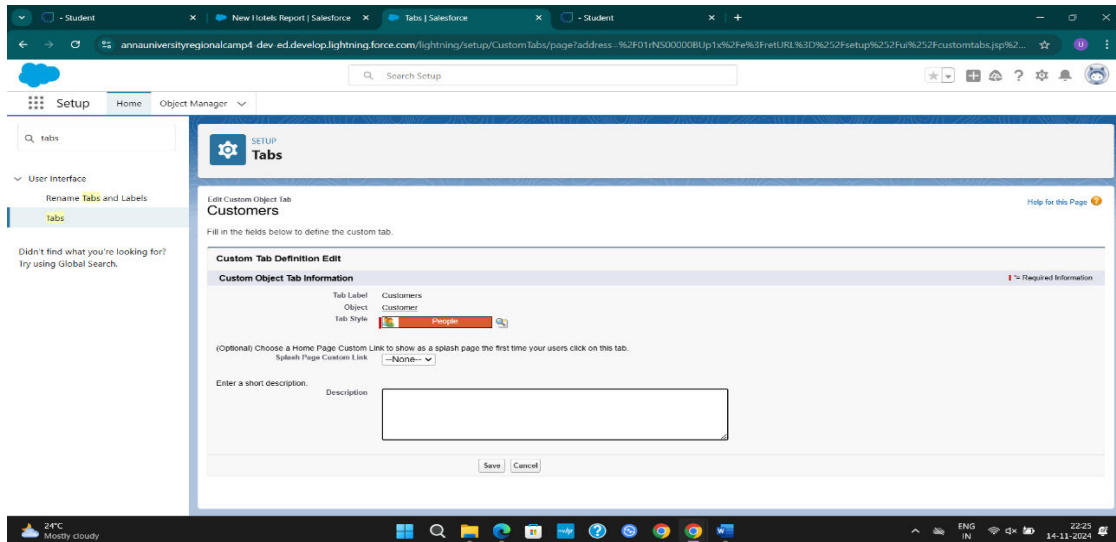 - Student
New Hotels Report | Salesforce
Tabs | Salesforce
- Student
annauniversityregionalcamp4-dev-ed.develop.lightning.force.com/lightning/setup/CustomTabs/page?address=%2F01rNS00000BUp1x%2Fe%3FretURL%3D%252Fsetup%252Fui%252Fcustomtabs.jsp%2...
U
Search Setup
Setup
Home
Object Manager
tabs
User Interface
Rename Tabs and Labels
Tabs
Didn't find what you're looking for?
Try using Global Search.
SETUP
Tabs
Edit Custom Object Tab
Customers
Help for this Page
Fill in the fields below to define the custom tab.
Custom Tab Definition Edit
Custom Object Tab Information
= Required Information
Tab Label Customers
Object Customer
Tab Style People
(Optional) Choose a Home Page Custom Link to show as a splash page the first time your users click on this tab.
Splash Page Custom Link --None--
Enter a short description.
Description
Save Cancel
24°C
Mostly cloudy
ENG
IN
22:25
14-11-2024